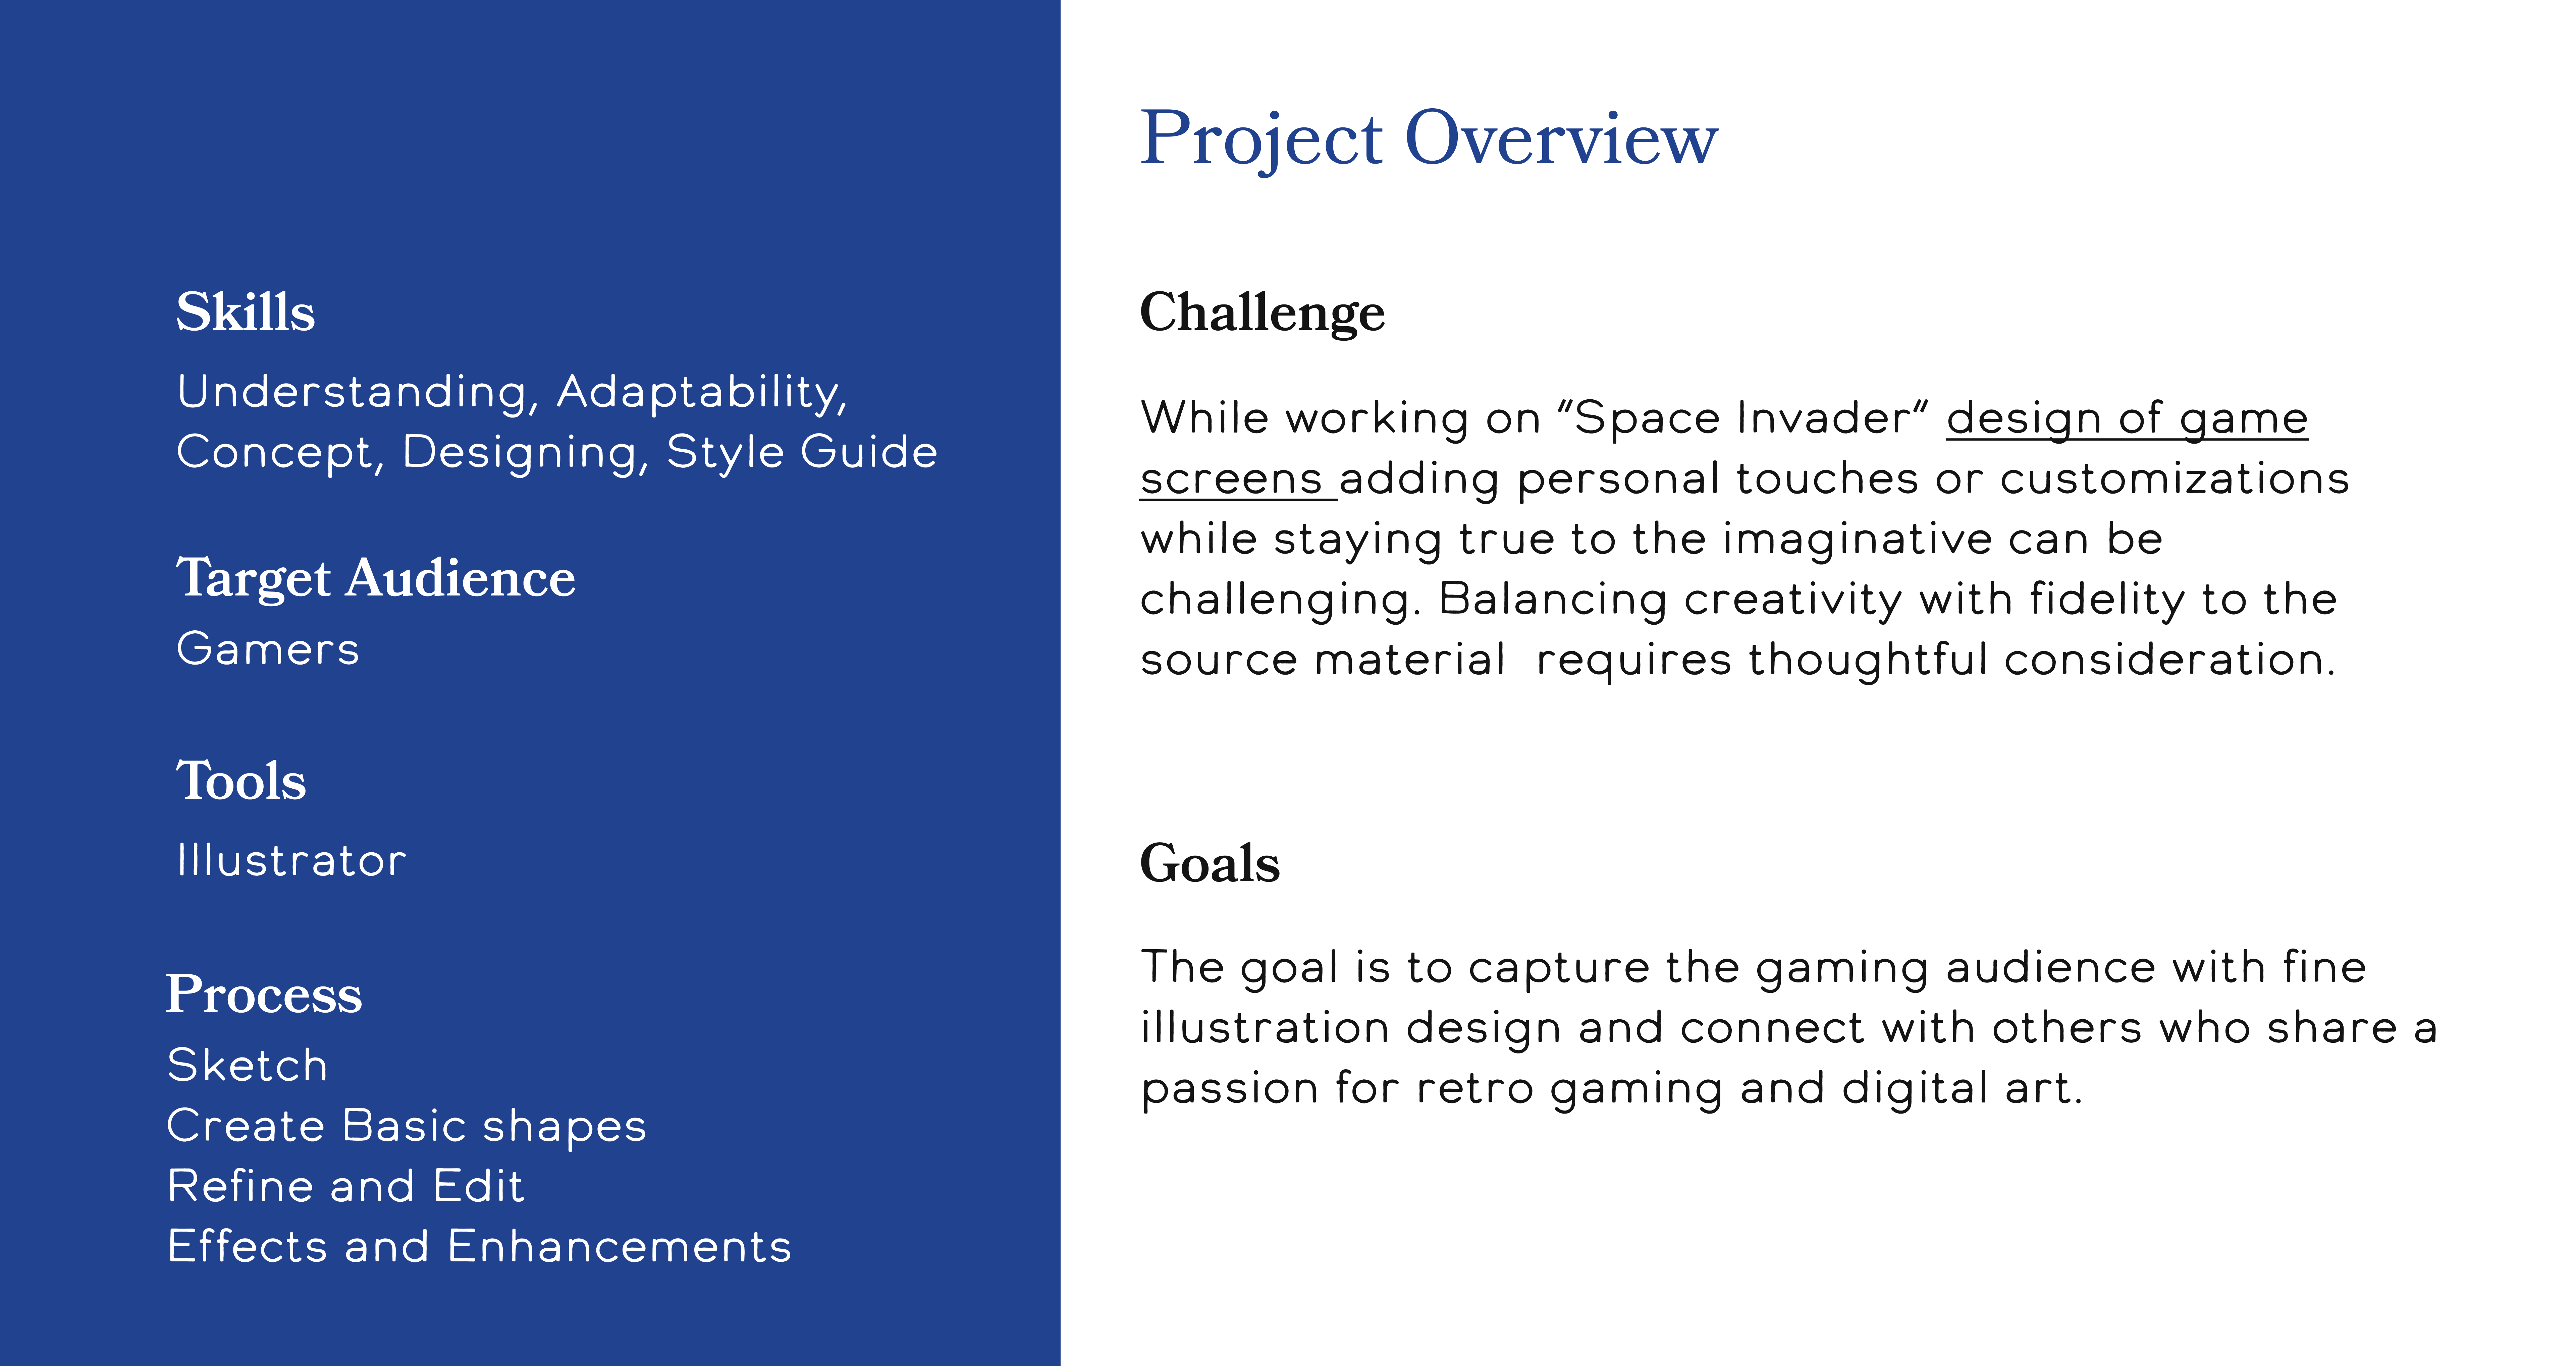 Skills
Understanding, Adaptability,
Concept, Designing, Style Guide
Target Audience
Gamers
Tools
Illustrator
Process
Sketch
Create Basic shapes
Refine and Edit
Effects and Enhancements
Project Overview
Challenge
While working on "Space Invader" design of game
screens adding personal touches or customizations
while staying true to the imaginative can be
challenging. Balancing creativity with fidelity to the
source material  requires thoughtful consideration.
Goals
The goal is to capture the gaming audience with fine
illustration design and connect with others who share a
passion for retro gaming and digital art.